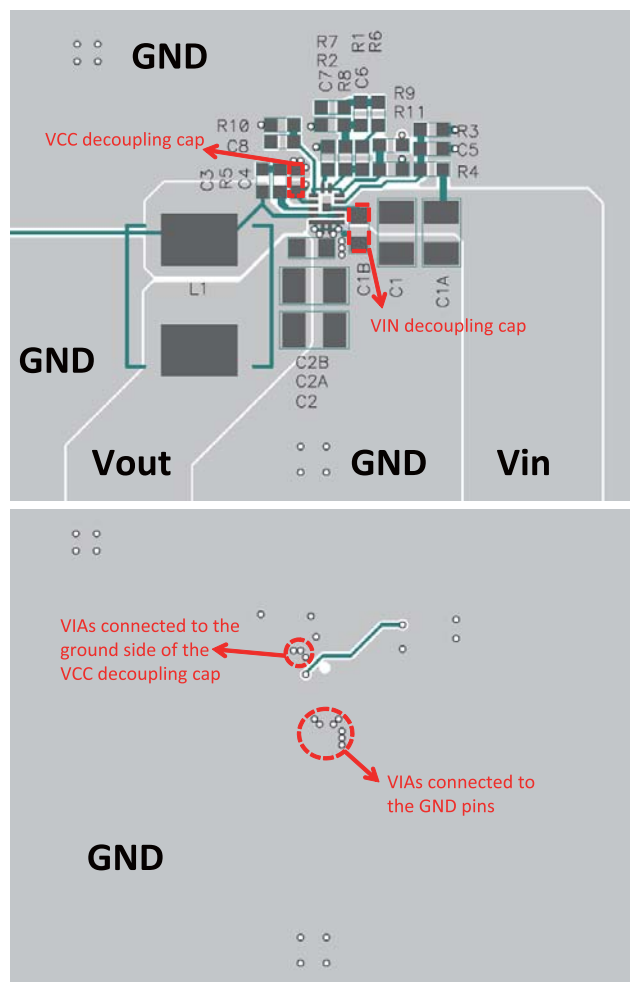 GND
R7
R2
C7
R8
C6
R1
R6
R9
R11
R10
C8
R3
C5
R4
VCC decoupling cap
C3
R5
C4
L1
C1B
C1
C1A
VIN decoupling cap
GND
C2B
C2A
C2
Vout
GND
Vin
VIAs connected to the
ground side of the
VCC decoupling cap
VIAs connected to
the GND pins
GND